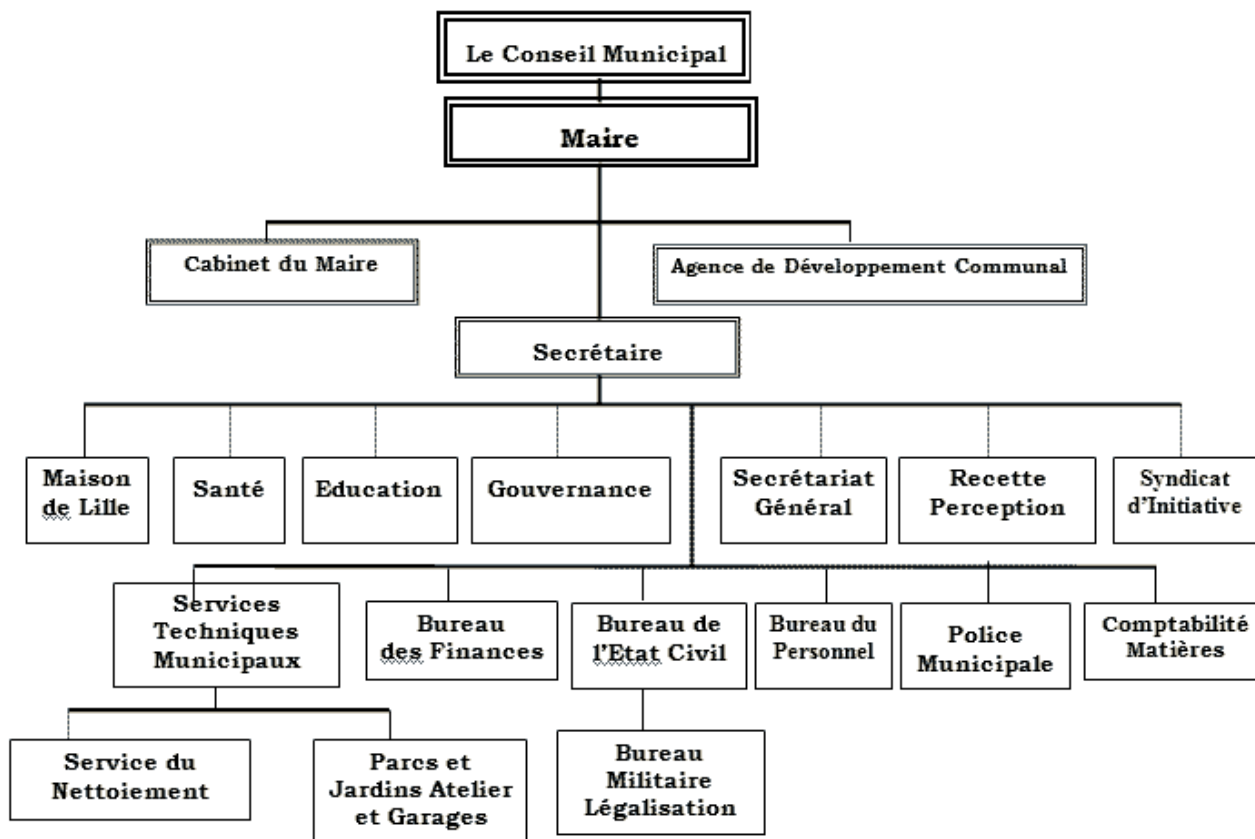 Le Conseil Municipal
Maire
Cabinet du Maire
Agence de Développement Communal
Secrétaire
Maison
de Lille
Santé
Education
Gouvernance
Secrétariat
Général
Recette
Perception
Syndicat
d'Initiative
Services
Techniques
Municipaux
Bureau
des Finances
Bureau de
l'Etat Civil
Bureau du
Personnel
Police
Municipale
Comptabilité
Matières
Service du
Nettoiement
Parcs et
Jardins Atelier
et Garages
Bureau
Militaire
Légalisation